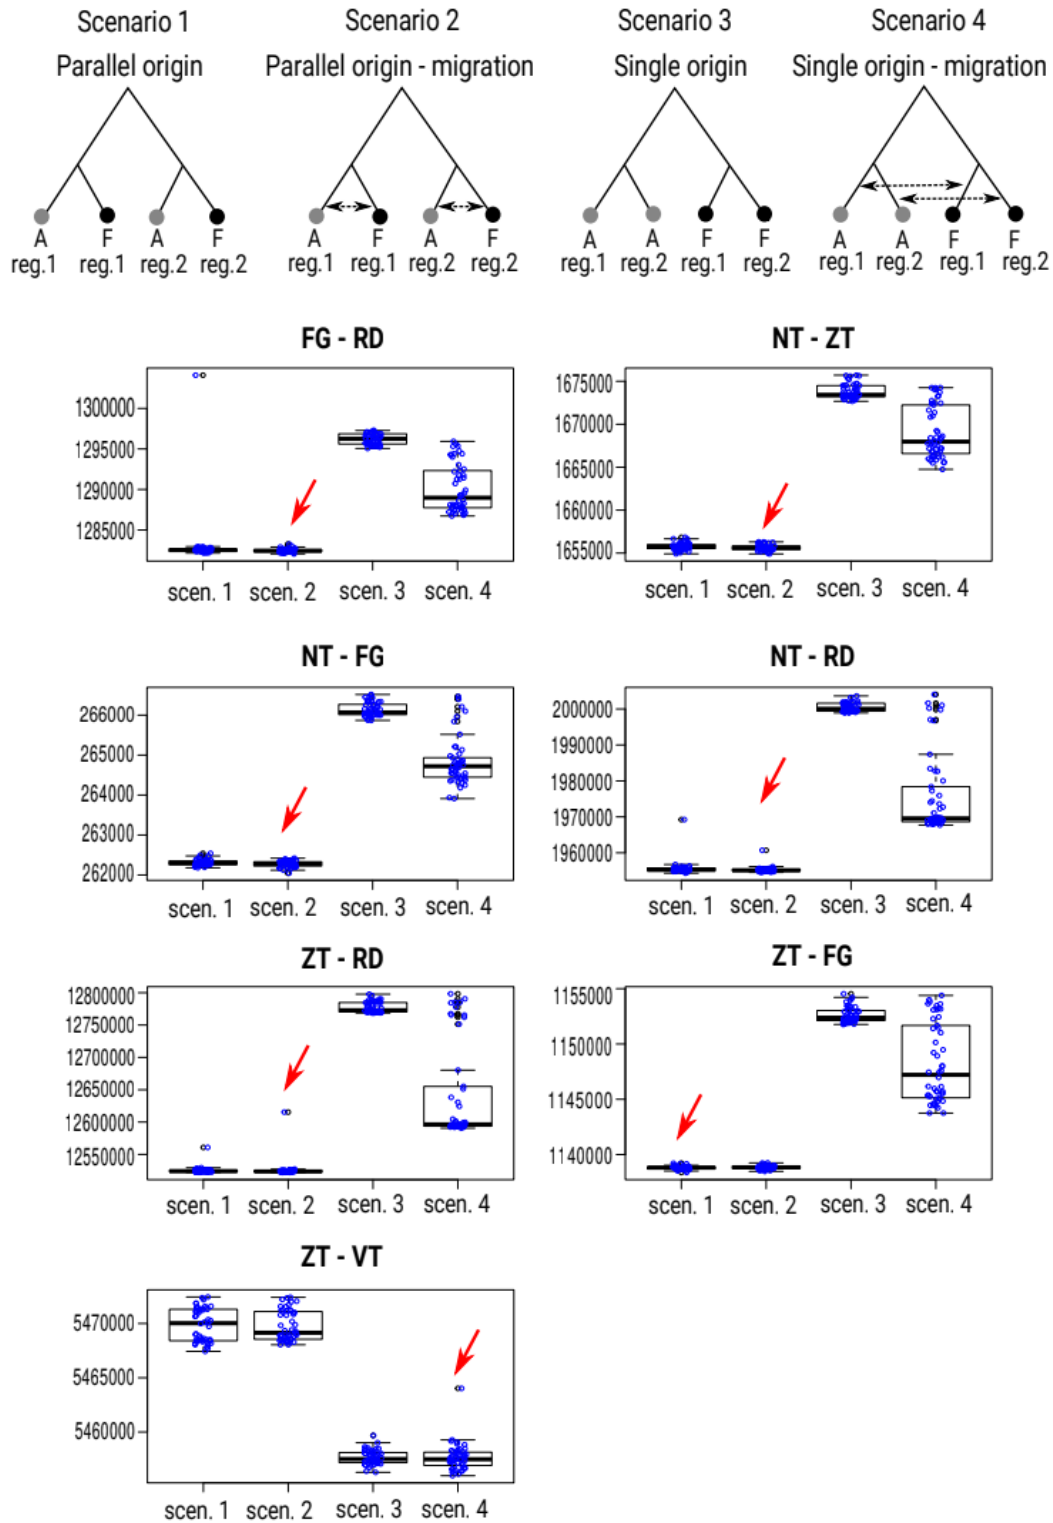 Scenario 1 Scenario 2 Scenario 3 Scenario 4
Parallel origin Parallel origin - migration Single origin Single origin - migration
A F A F A F A F A A F F A A F F
reg.1 reg.1 reg.2 reg.2 reg.1 reg.1 reg.2 reg.2 reg.1 reg.2 reg.1 reg.2 reg.1 reg.2 reg.1 reg.2
FG - RD
1300000
1295000
1290000
1285000
scen. 1 scen. 2 scen. 3 scen. 4
NT - ZT
1675000
1670000
1665000
1660000
1655000
scen. 1 scen. 2 scen. 3 scen. 4
NT - FG
266000
265000
264000
263000
262000
scen. 1 scen. 2 scen. 3 scen. 4
NT - RD
2000000
1990000
1980000
1970000
1960000
scen. 1 scen. 2 scen. 3 scen. 4
ZT - RD
12800000
12750000
12700000
12650000
12600000
12550000
scen. 1 scen. 2 scen. 3 scen. 4
ZT - FG
1155000
1150000
1145000
1140000
scen. 1 scen. 2 scen. 3 scen. 4
ZT - VT
5470000
5465000
5460000
scen. 1 scen. 2 scen. 3 scen. 4